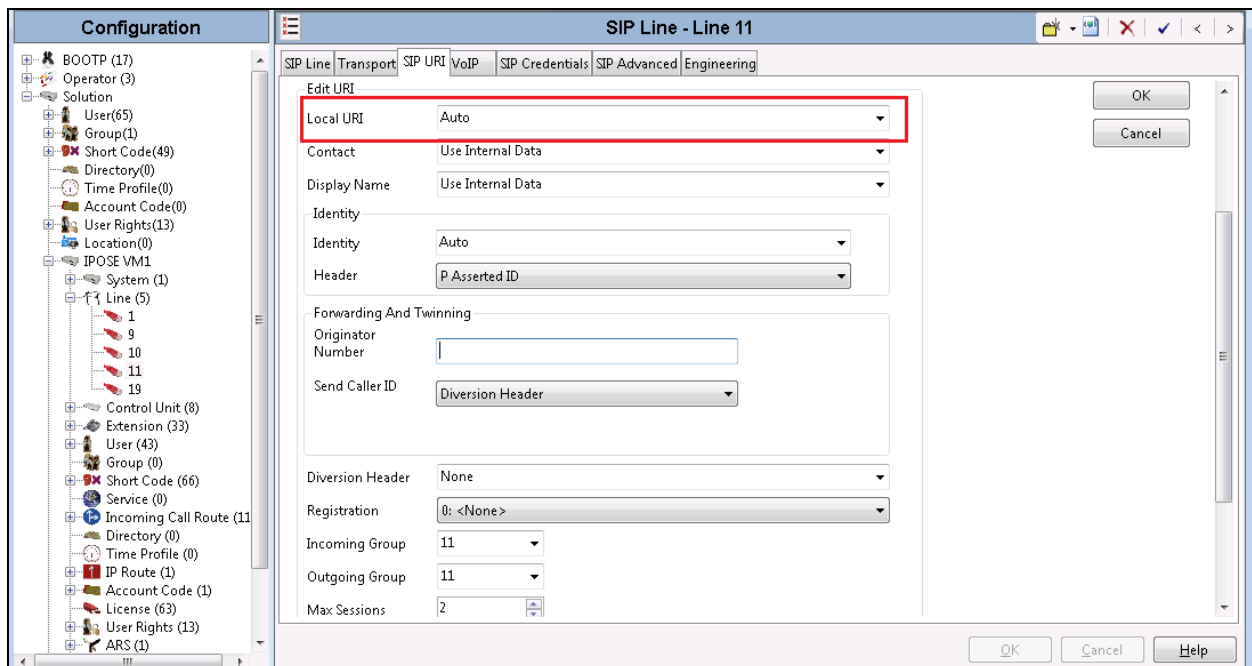 Configuration
BOOTP (17)
Operator (3)
Solution
User(65)
Group(1)
Short Code(49)
Directory(0)
Time Profile(0)
Account Code(0)
User Rights(13)
Location(0)
IPOSE VM1
System (1)
Line (5)
1
9
10
11
19
Control Unit (8)
Extension (33)
User (43)
Group (0)
Short Code (66)
Service (0)
Incoming Call Route (11
Directory (0)
Time Profile (0)
IP Route (1)
Account Code (1)
License (63)
User Rights (13)
ARS (1)
SIP Line - Line 11
SIP Line Transport SIP URI VoIP SIP Credentials SIP Advanced Engineering
Edit URI
Local URI Auto
Contact Use Internal Data
Display Name Use Internal Data
Identity
Identity Auto
Header P Asserted ID
Forwarding And Twinning
Originator
Number
Send Caller ID Diversion Header
Diversion Header None
Registration 0: <None>
Incoming Group 11
Outgoing Group 11
Max Sessions 2
OK
Cancel
OK Cancel Help